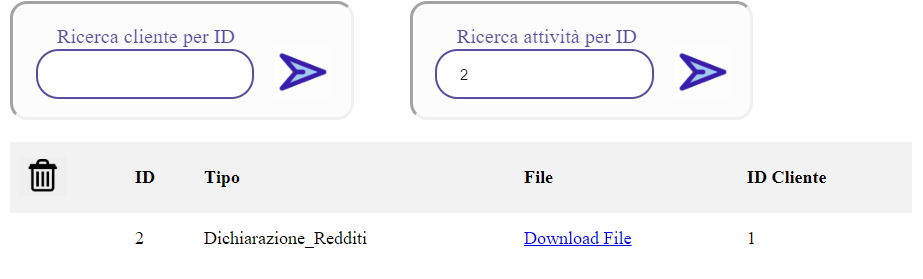 Ricerca cliente per ID
Ricerca attività per ID
2
ID Tipo File ID Cliente
2 Dichiarazione_Redditi Download File 1